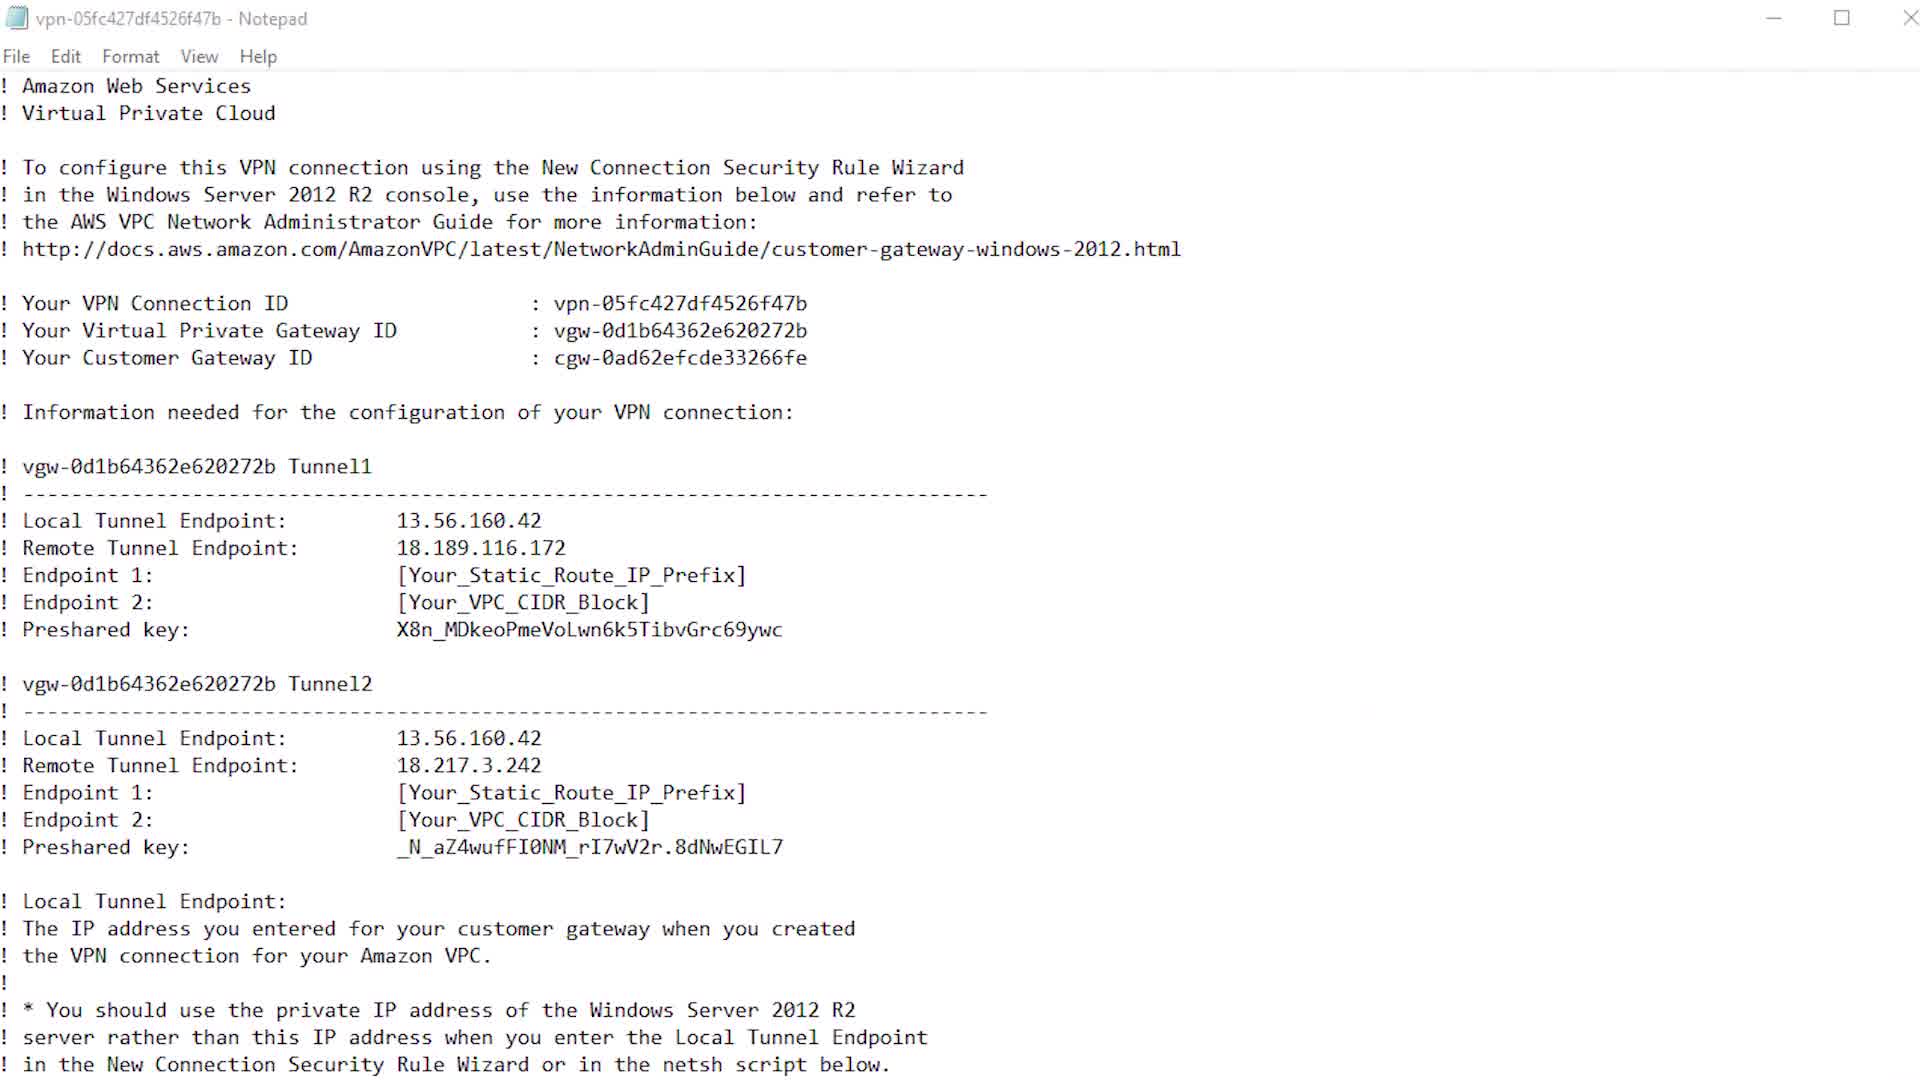 vpn-05fc427df4526f47b - Notepad
File Edit Format View Help
! Amazon Web Services
! Virtual Private Cloud
! To configure this VPN connection using the New Connection Security Rule Wizard
! in the Windows Server 2012 R2 console, use the information below and refer to
! the AWS VPC Network Administrator Guide for more information:
! http://docs.aws.amazon.com/AmazonVPC/latest/NetworkAdminGuide/customer-gateway-windows-2012.html
! Your VPN Connection ID : vpn-05fc427df4526f47b
! Your Virtual Private Gateway ID : vgw-0d1b64362e620272b
! Your Customer Gateway ID : cgw-0ad62efcde33266fe
! Information needed for the configuration of your VPN connection:
! vgw-0d1b64362e620272b Tunnel1
! --------------------------------------------------------------------------------
! Local Tunnel Endpoint: 13.56.160.42
! Remote Tunnel Endpoint: 18.189.116.172
! Endpoint 1: [Your_Static_Route_IP_Prefix]
! Endpoint 2: [Your_VPC_CIDR_Block]
! Preshared key: X8n_MDkeoPmeVoLwn6k5TibvGrc69ywc
! vgw-0d1b64362e620272b Tunnel2
! --------------------------------------------------------------------------------
! Local Tunnel Endpoint: 13.56.160.42
! Remote Tunnel Endpoint: 18.217.3.242
! Endpoint 1: [Your_Static_Route_IP_Prefix]
! Endpoint 2: [Your_VPC_CIDR_Block]
! Preshared key: _N_aZ4wufFI0NM_rI7wV2r.8dNwEGIL7
! Local Tunnel Endpoint:
! The IP address you entered for your customer gateway when you created
! the VPN connection for your Amazon VPC.
!
! * You should use the private IP address of the Windows Server 2012 R2
! server rather than this IP address when you enter the Local Tunnel Endpoint
! in the New Connection Security Rule Wizard or in the netsh script below.